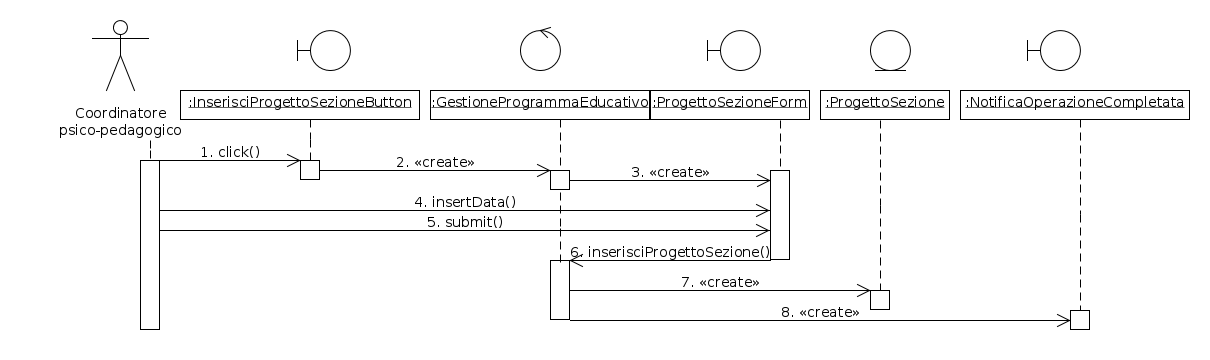 :InserisciProgettoSezioneButton
:GestioneProgrammaEducativo
:ProgettoSezioneForm
:ProgettoSezione
:NotificaOperazioneCompletata
Coordinatore
psico-pedagogico
1. click()
2. «create»
3. «create»
4. insertData()
5. submit()
6. inserisciProgettoSezione()
7. «create»
8. «create»